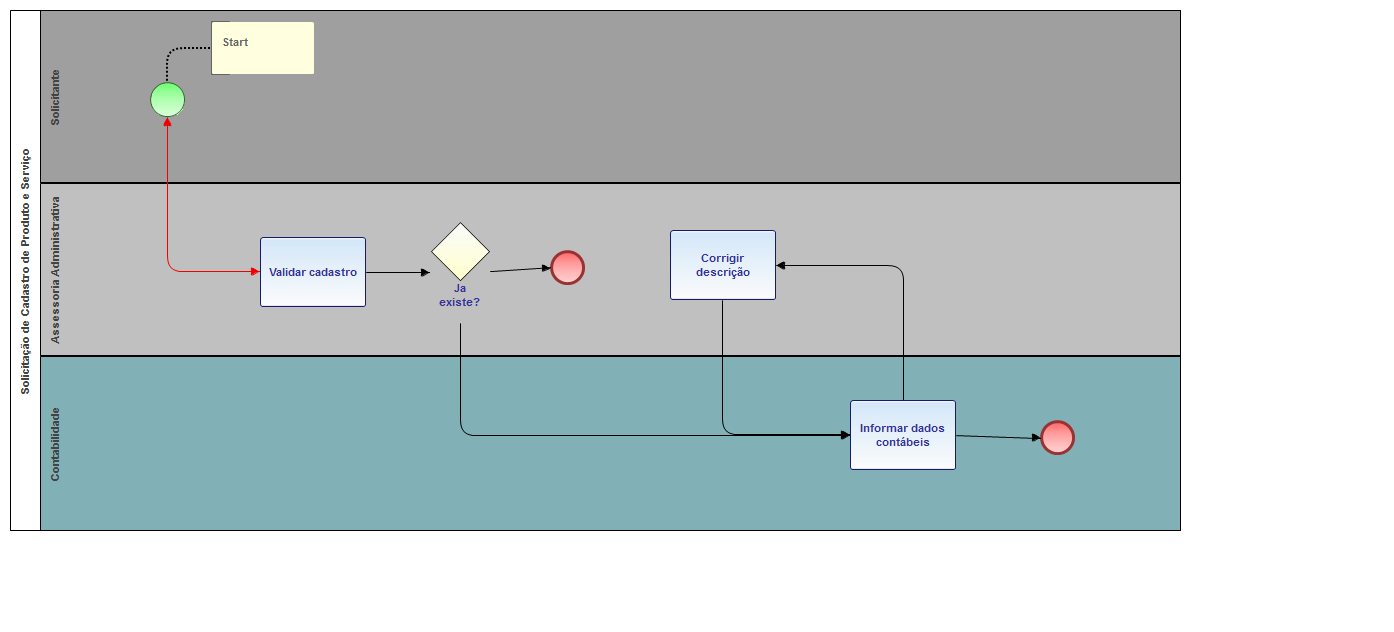 Solicitação de Cadastro de Produto e Serviço
Solicitante
Start
Assessoria Administrativa
Validar cadastro
Ja
existe?
Corrigir
descrição
Contabilidade
Informar dados
contábeis